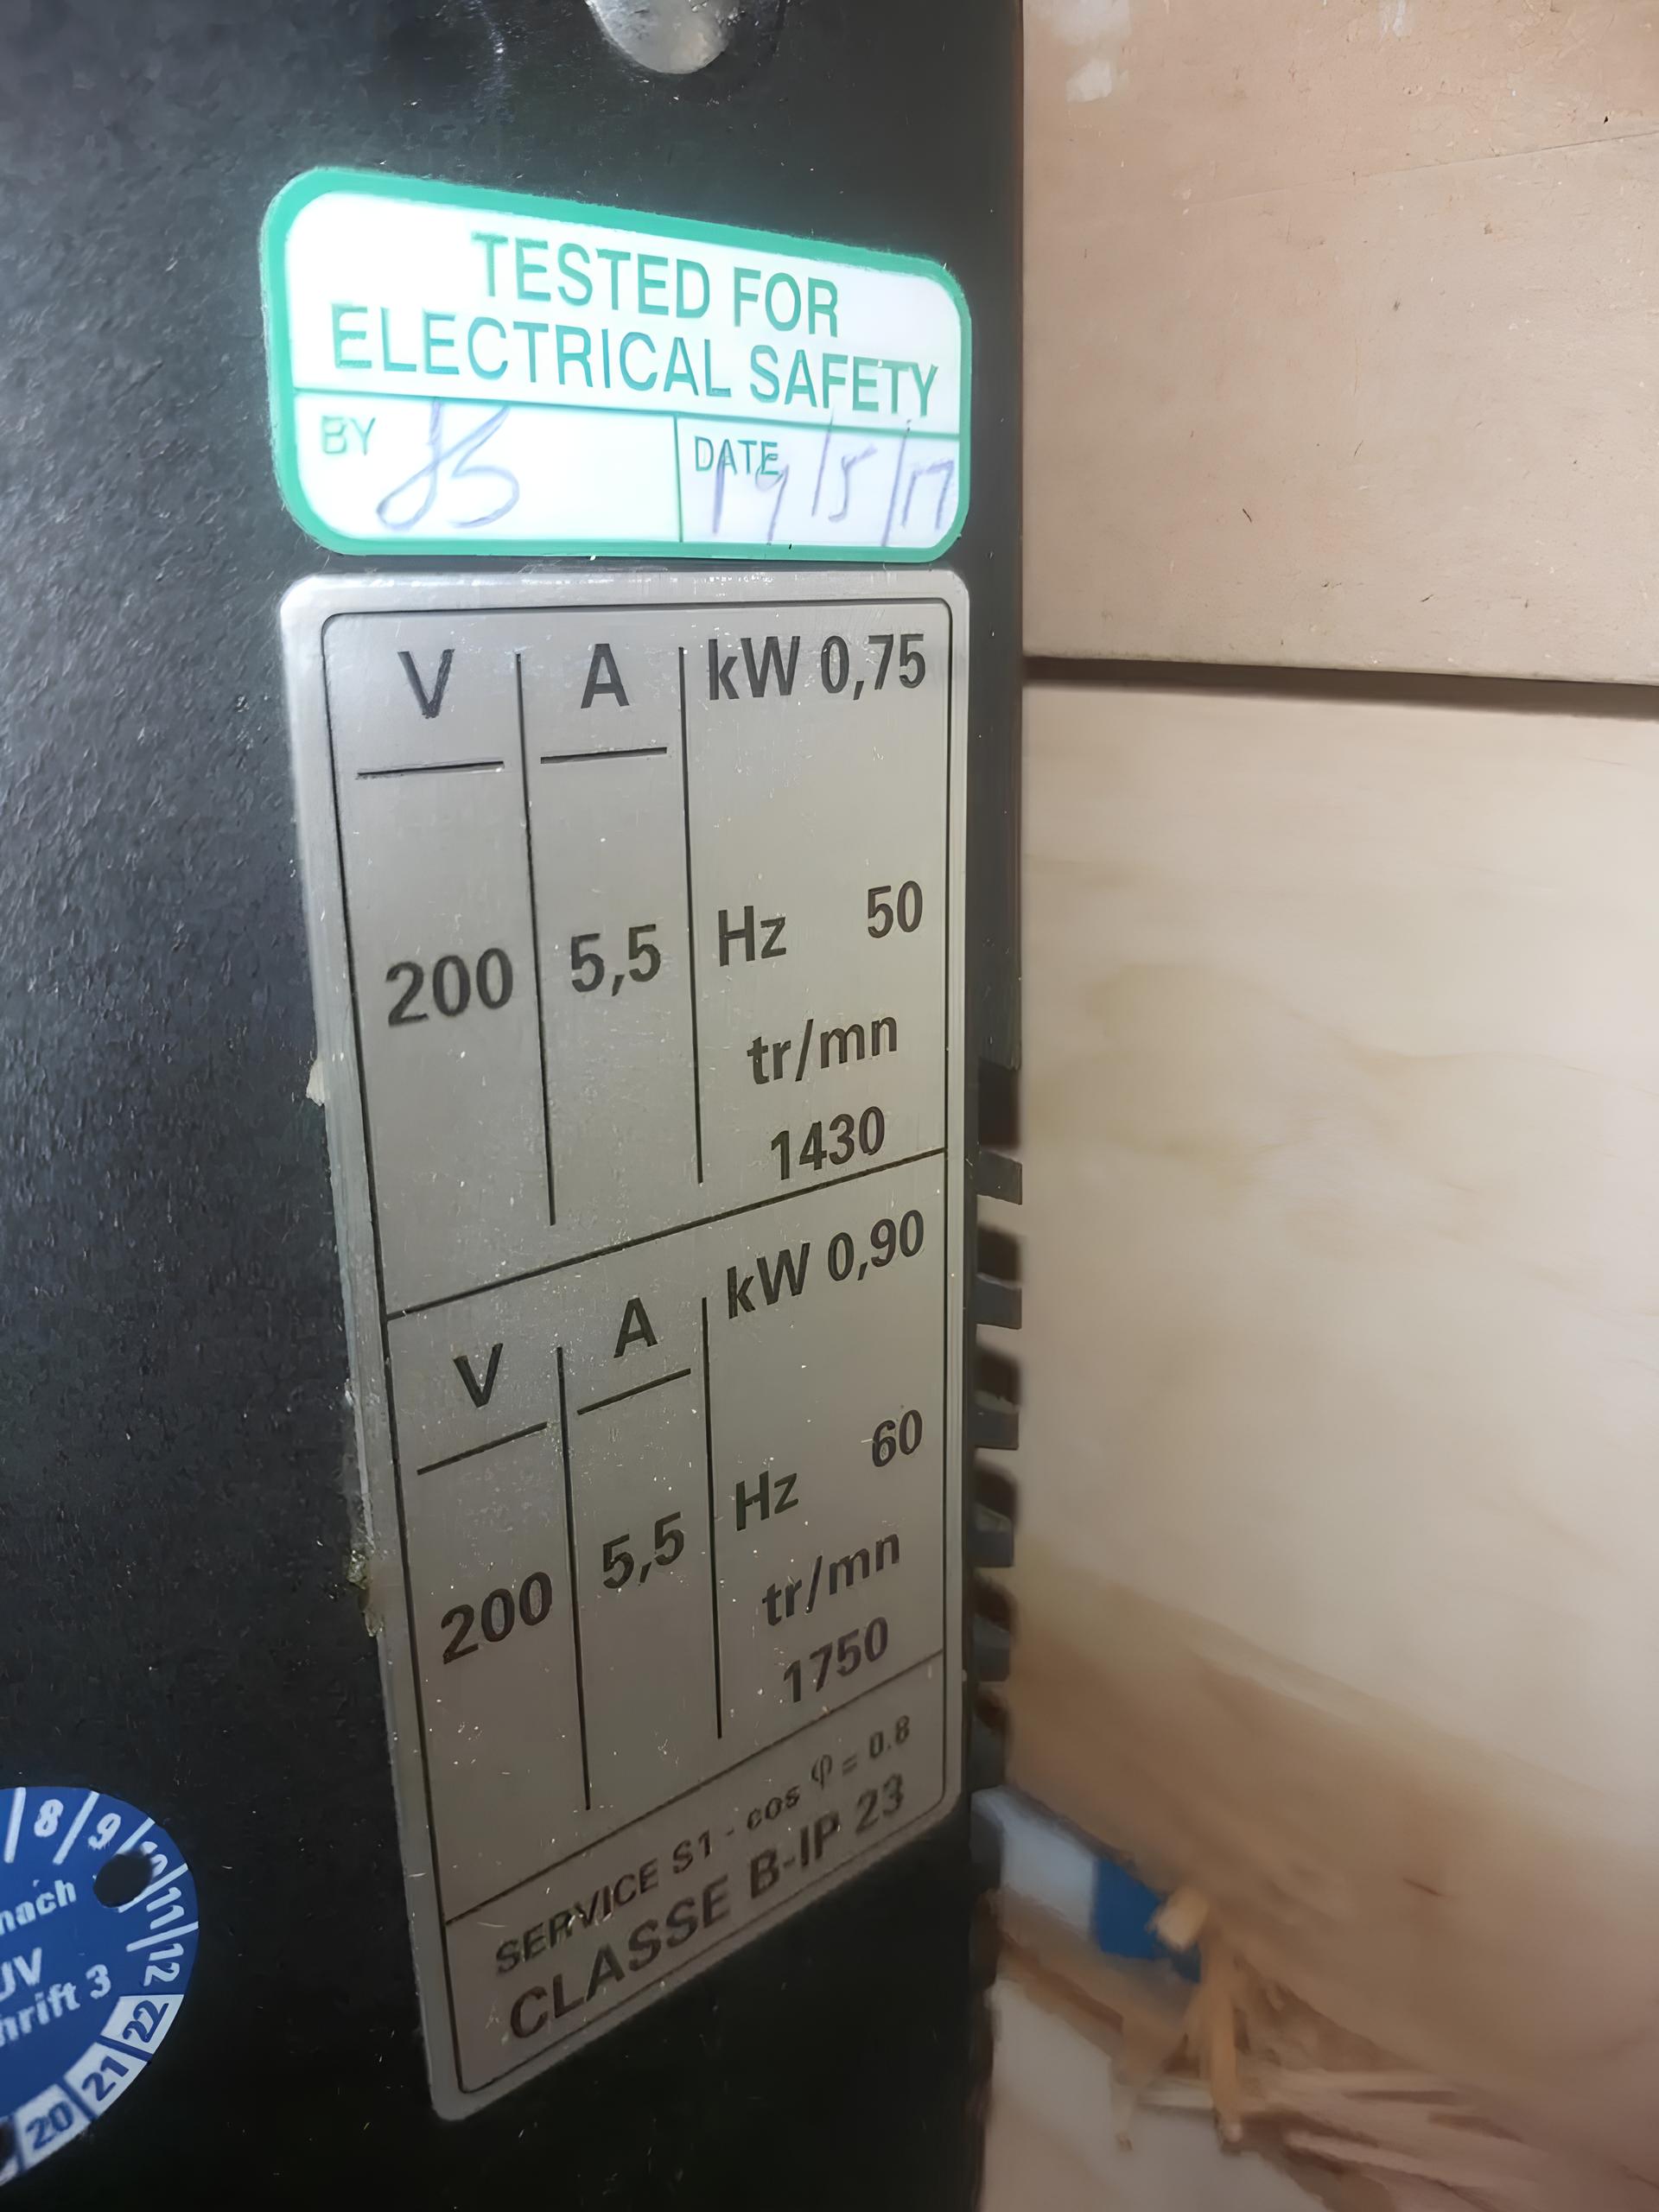 TESTED FOR
ELECTRICAL SAFETY
BY JS DATE 19/5/17
V A kW 0,75
200 5,5 Hz 50
tr/mn
1430
V A kW 0,90
200 5,5 Hz 60
tr/mn
1750
SERVICE S1 - cos φ = 0.8
CLASSE B-IP 23
/8/9/10/11/12
nach
UV
hrift 3
20 21 22